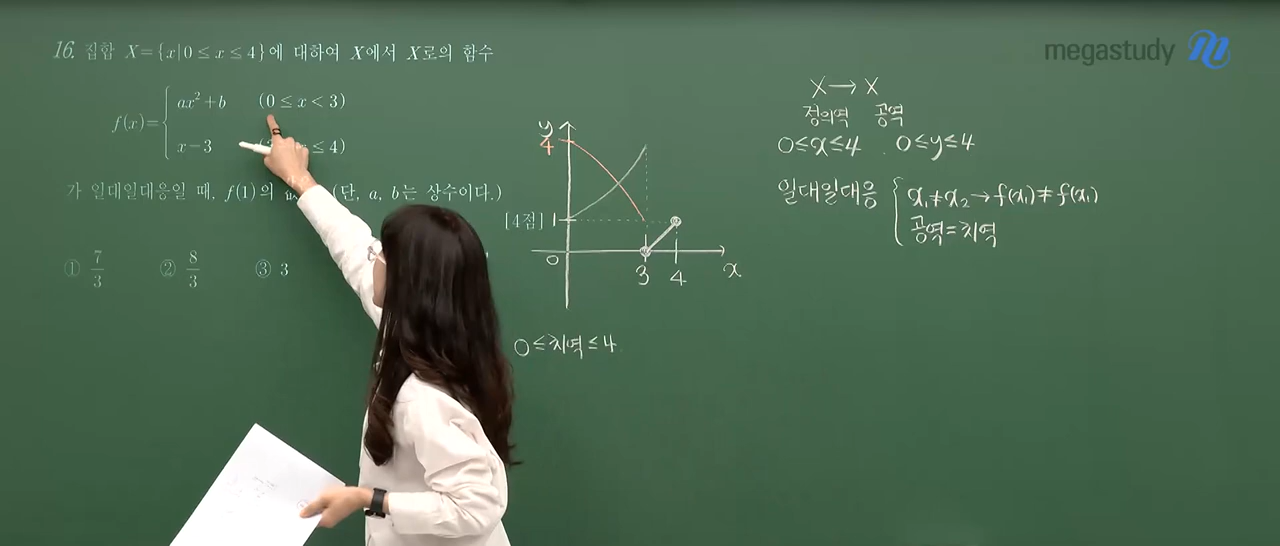 megastudy
16. 집합 X={x|0≤x≤4}에 대하여 X에서 X로의 함수
f(x)=
ax²+b (0≤x<3)
x-3 ≤4)
가 일대일대응일 때, f(1)의 (단, a, b는 상수이다.)
[4점]
① 7/3 ② 8/3 ③ 3
y
4
1
0 3 4 x
0≤치역≤4
X→X
정의역 공역
0≤x≤4 0≤y≤4
일대일대응 x₁≠x₂→f(x₁)≠f(x₁)
공역=치역